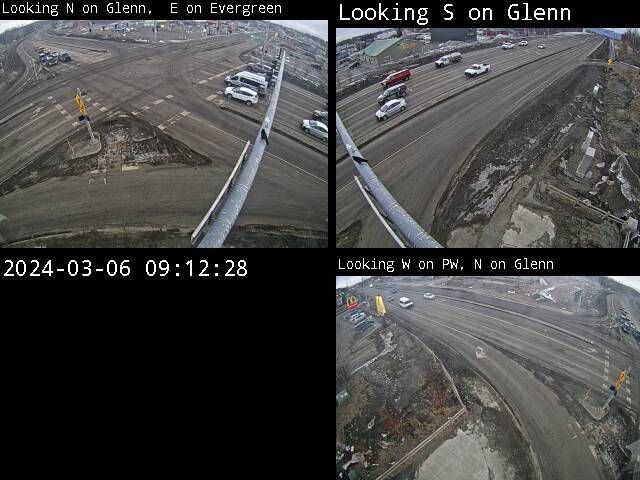 Looking N on Glenn,  E on Evergreen
Looking S on Glenn
2024-03-06 09:12:28
Looking W on PW, N on Glenn